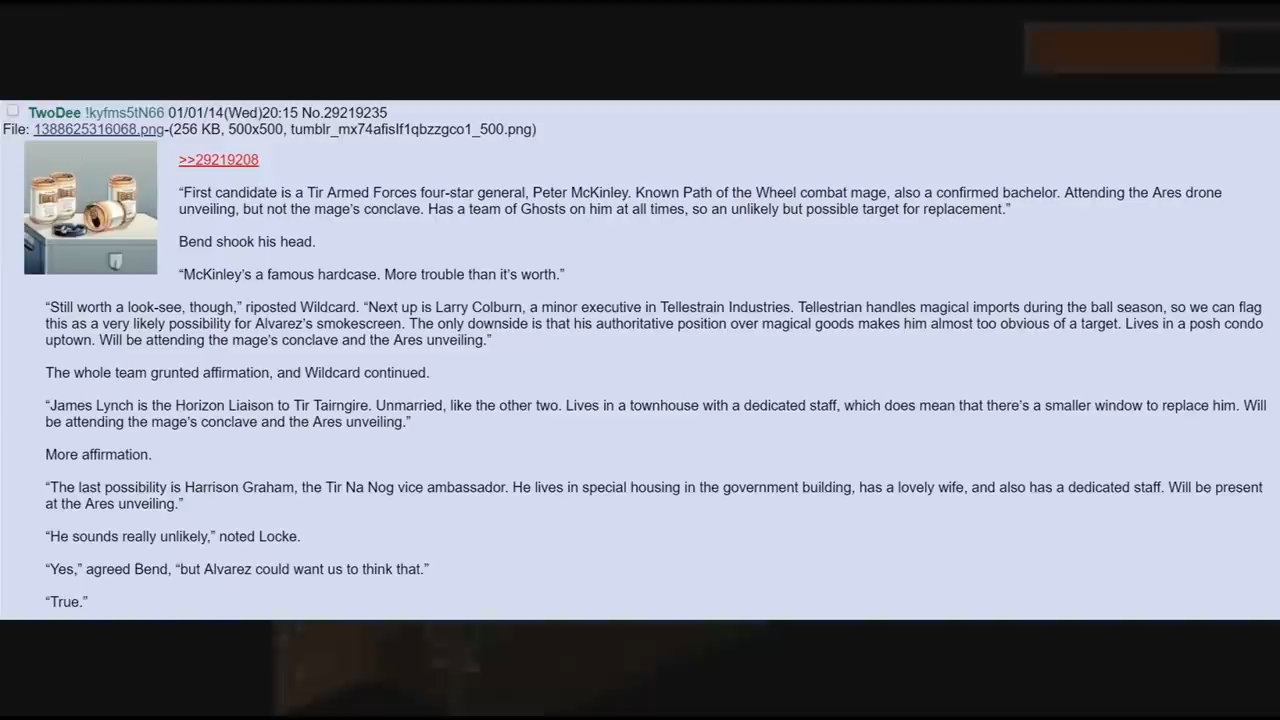 TwoDee !kyfms5tN66 01/01/14(Wed)20:15 No.29219235
File: 1388625316068.png-(256 KB, 500x500, tumblr_mx74afisIf1qbzzgco1_500.png)
>>29219208
“First candidate is a Tir Armed Forces four-star general, Peter McKinley. Known Path of the Wheel combat mage, also a confirmed bachelor. Attending the Ares drone
unveiling, but not the mage’s conclave. Has a team of Ghosts on him at all times, so an unlikely but possible target for replacement.”
Bend shook his head.
“McKinley’s a famous hardcase. More trouble than it’s worth.”
“Still worth a look-see, though,” riposted Wildcard. “Next up is Larry Colburn, a minor executive in Tellestrain Industries. Tellestrian handles magical imports during the ball season, so we can flag
this as a very likely possibility for Alvarez’s smokescreen. The only downside is that his authoritative position over magical goods makes him almost too obvious of a target. Lives in a posh condo
uptown. Will be attending the mage’s conclave and the Ares unveiling.”
The whole team grunted affirmation, and Wildcard continued.
“James Lynch is the Horizon Liaison to Tir Tairngire. Unmarried, like the other two. Lives in a townhouse with a dedicated staff, which does mean that there’s a smaller window to replace him. Will
be attending the mage’s conclave and the Ares unveiling.”
More affirmation.
“The last possibility is Harrison Graham, the Tir Na Nog vice ambassador. He lives in special housing in the government building, has a lovely wife, and also has a dedicated staff. Will be present
at the Ares unveiling.”
“He sounds really unlikely,” noted Locke.
“Yes,” agreed Bend, “but Alvarez could want us to think that.”
“True.”